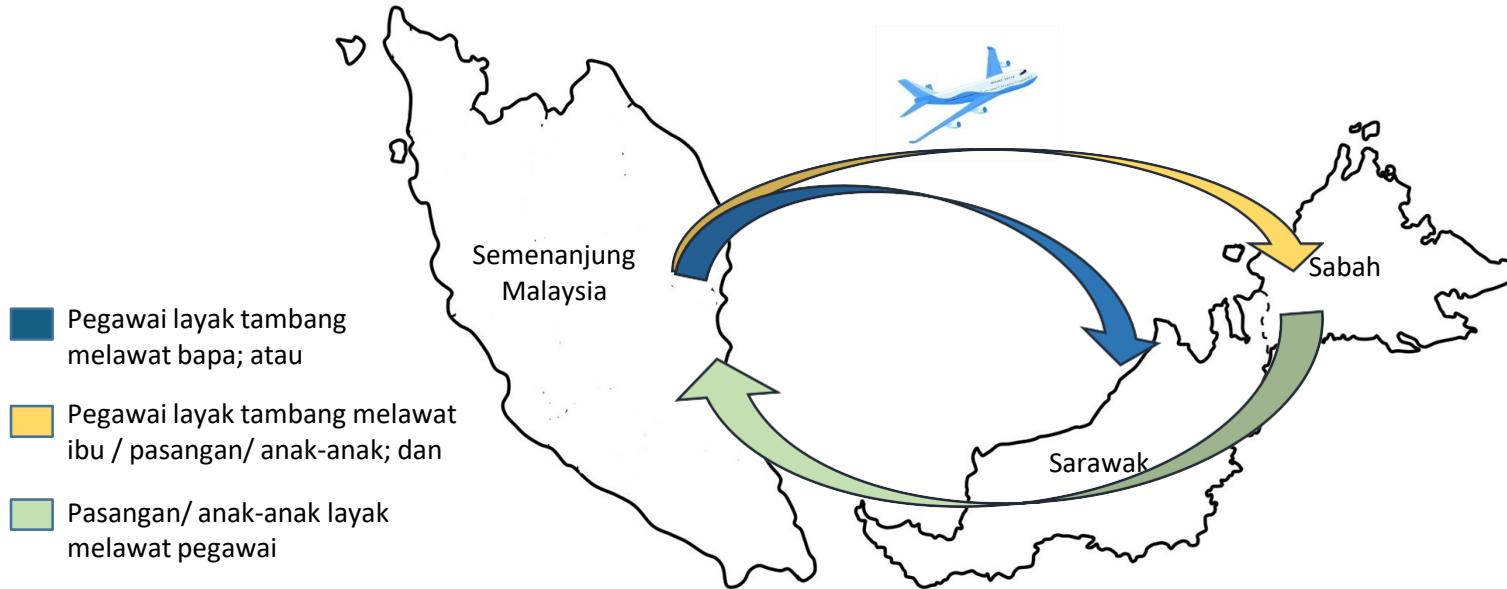 Semenanjung
Malaysia
Sabah
Sarawak
Pegawai layak tambang
melawat bapa; atau
Pegawai layak tambang melawat
ibu / pasangan/ anak-anak; dan
Pasangan/ anak-anak layak
melawat pegawai